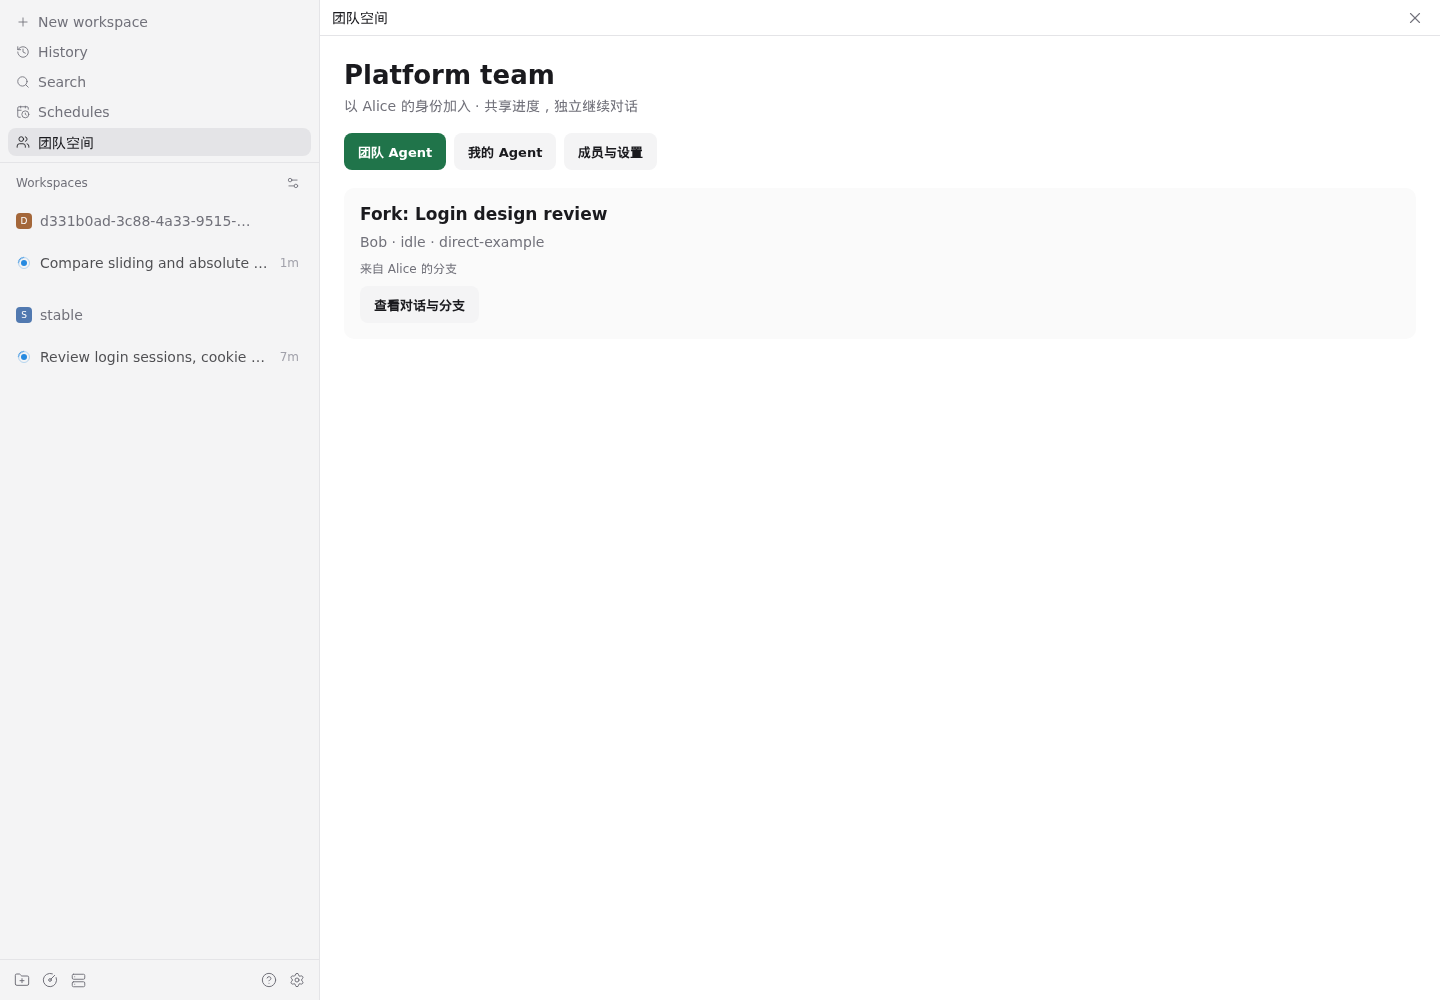 New workspace
History
Search
Schedules
团队空间
Workspaces
D d331b0ad-3c88-4a33-9515-...
Compare sliding and absolute ... 1m
S stable
Review login sessions, cookie ... 7m
团队空间
Platform team
以 Alice 的身份加入 · 共享进度，独立继续对话
团队 Agent
我的 Agent
成员与设置
Fork: Login design review
Bob · idle · direct-example
来自 Alice 的分支
查看对话与分支